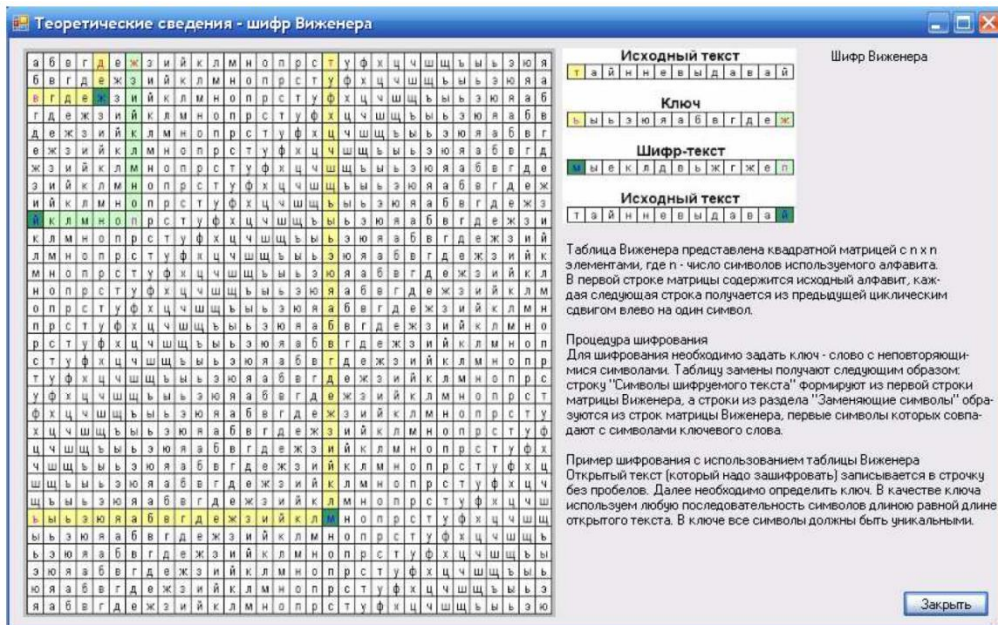 Теоретические сведения - шифр Виженера
а б в г д е ж з и й к л м н о п р с т у ф х ц ч ш щ ъ ы ь э ю я
б в г д е ж з и й к л м н о п р с т у ф х ц ч ш щ ъ ы ь э ю я а
в г д е ж з и й к л м н о п р с т у ф х ц ч ш щ ъ ы ь э ю я а б
г д е ж з и й к л м н о п р с т у ф х ц ч ш щ ъ ы ь э ю я а б в
д е ж з и й к л м н о п р с т у ф х ц ч ш щ ъ ы ь э ю я а б в г
е ж з и й к л м н о п р с т у ф х ц ч ш щ ъ ы ь э ю я а б в г д
ж з и й к л м н о п р с т у ф х ц ч ш щ ъ ы ь э ю я а б в г д е
з и й к л м н о п р с т у ф х ц ч ш щ ъ ы ь э ю я а б в г д е ж
и й к л м н о п р с т у ф х ц ч ш щ ъ ы ь э ю я а б в г д е ж з
й к л м н о п р с т у ф х ц ч ш щ ъ ы ь э ю я а б в г д е ж з и
к л м н о п р с т у ф х ц ч ш щ ъ ы ь э ю я а б в г д е ж з и й
л м н о п р с т у ф х ц ч ш щ ъ ы ь э ю я а б в г д е ж з и й к
м н о п р с т у ф х ц ч ш щ ъ ы ь э ю я а б в г д е ж з и й к л
н о п р с т у ф х ц ч ш щ ъ ы ь э ю я а б в г д е ж з и й к л м
о п р с т у ф х ц ч ш щ ъ ы ь э ю я а б в г д е ж з и й к л м н
п р с т у ф х ц ч ш щ ъ ы ь э ю я а б в г д е ж з и й к л м н о
р с т у ф х ц ч ш щ ъ ы ь э ю я а б в г д е ж з и й к л м н о п
с т у ф х ц ч ш щ ъ ы ь э ю я а б в г д е ж з и й к л м н о п р
т у ф х ц ч ш щ ъ ы ь э ю я а б в г д е ж з и й к л м н о п р с
у ф х ц ч ш щ ъ ы ь э ю я а б в г д е ж з и й к л м н о п р с т
ф х ц ч ш щ ъ ы ь э ю я а б в г д е ж з и й к л м н о п р с т у
х ц ч ш щ ъ ы ь э ю я а б в г д е ж з и й к л м н о п р с т у ф
ц ч ш щ ъ ы ь э ю я а б в г д е ж з и й к л м н о п р с т у ф х
ч ш щ ъ ы ь э ю я а б в г д е ж з и й к л м н о п р с т у ф х ц
ш щ ъ ы ь э ю я а б в г д е ж з и й к л м н о п р с т у ф х ц ч
щ ъ ы ь э ю я а б в г д е ж з и й к л м н о п р с т у ф х ц ч ш
ъ ы ь э ю я а б в г д е ж з и й к л м н о п р с т у ф х ц ч ш щ
ы ь э ю я а б в г д е ж з и й к л м н о п р с т у ф х ц ч ш щ ъ
ь э ю я а б в г д е ж з и й к л м н о п р с т у ф х ц ч ш щ ъ ы
э ю я а б в г д е ж з и й к л м н о п р с т у ф х ц ч ш щ ъ ы ь
ю я а б в г д е ж з и й к л м н о п р с т у ф х ц ч ш щ ъ ы ь э
я а б в г д е ж з и й к л м н о п р с т у ф х ц ч ш щ ъ ы ь э ю
Исходный текст
т а й н н е в ы д а в а й
Ключ
ъ ы ь э ю я а б в г д е ж
Шифр-текст
м ы е к л д в ь ж г ж е п
Исходный текст
т а й н н е в ы д а в а й
Шифр Виженера
Таблица Виженера представлена квадратной матрицей с n x n
элементами, где n - число символов используемого алфавита.
В первой строке матрицы содержится исходный алфавит, каж-
дая следующая строка получается из предыдущей циклическим
сдвигом влево на один символ.
Процедура шифрования
Для шифрования необходимо задать ключ - слово с неповторяющи-
мися символами. Таблицу замены получают следующим образом:
строку "Символы шифруемого текста" формируют из первой строки
матрицы Виженера, а строки из раздела "Заменяющие символы" обра-
зуются из строк матрицы Виженера, первые символы которых совпа-
дают с символами ключевого слова.
Пример шифрования с использованием таблицы Виженера
Открытый текст (который надо зашифровать) записывается в строчку
без пробелов. Далее необходимо определить ключ. В качестве ключа
используем любую последовательность символов длиною равной длине
открытого текста. В ключе все символы должны быть уникальными.
Закрыть